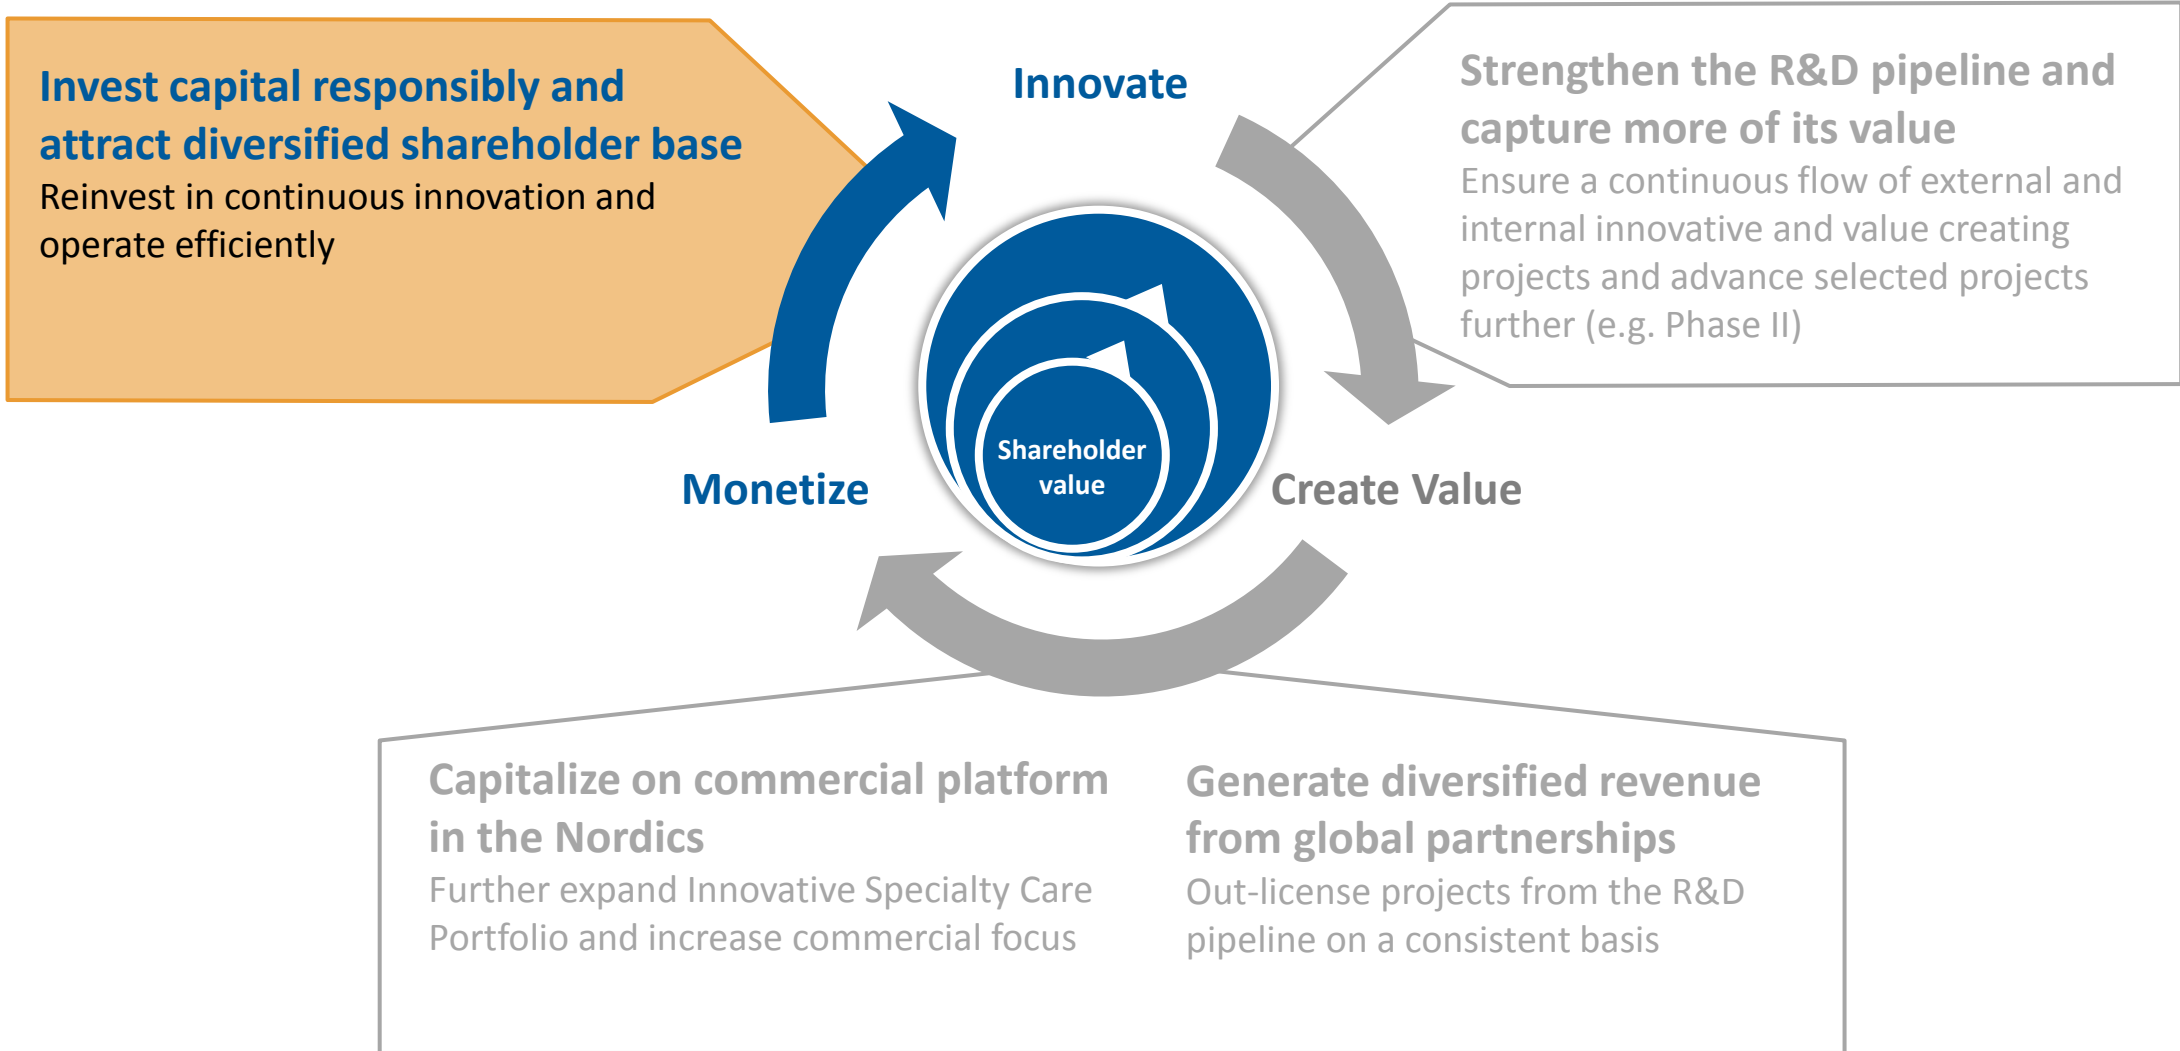 Invest capital responsibly and
attract diversified shareholder base
Reinvest in continuous innovation and
operate efficiently
Innovate
Strengthen the R&D pipeline and
capture more of its value
Ensure a continuous flow of external and
internal innovative and value creating
projects and advance selected projects
further (e.g. Phase II)
Shareholder
value
Monetize
Create Value
Capitalize on commercial platform
in the Nordics
Further expand Innovative Specialty Care
Portfolio and increase commercial focus
Generate diversified revenue
from global partnerships
Out-license projects from the R&D
pipeline on a consistent basis